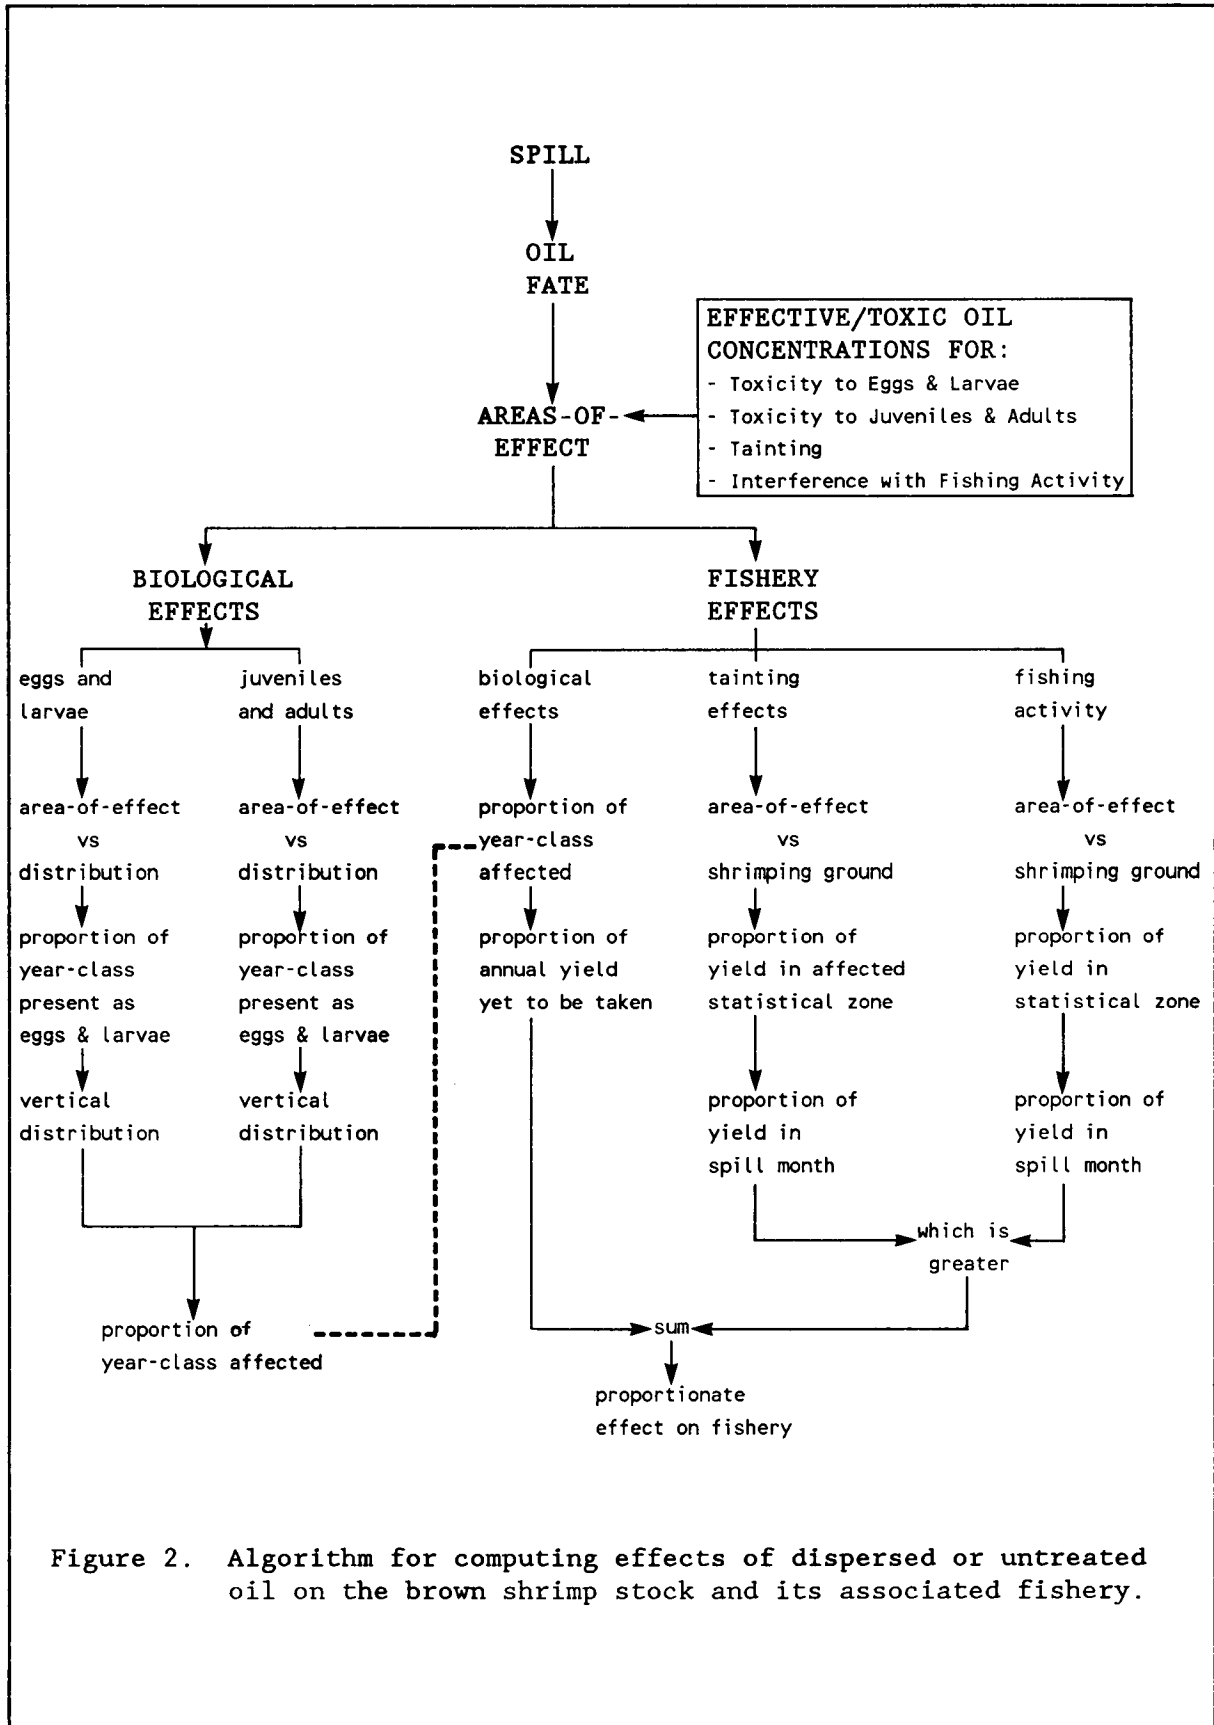 SPILL
OIL
FATE
EFFECTIVE/TOXIC OIL
CONCENTRATIONS FOR:
- Toxicity to Eggs & Larvae
- Toxicity to Juveniles & Adults
- Tainting
- Interference with Fishing Activity
AREAS-OF-
EFFECT
BIOLOGICAL
EFFECTS
eggs and
larvae
area-of-effect
vs
distribution
proportion of
year-class
present as
eggs & larvae
vertical
distribution
juveniles
and adults
area-of-effect
vs
distribution
proportion of
year-class
present as
eggs & larvae
vertical
distribution
proportion of
year-class affected
FISHERY
EFFECTS
biological
effects
proportion of
year-class
affected
proportion of
annual yield
yet to be taken
tainting
effects
area-of-effect
vs
shrimping ground
proportion of
yield in affected
statistical zone
proportion of
yield in
spill month
fishing
activity
area-of-effect
vs
shrimping ground
proportion of
yield in
statistical zone
proportion of
yield in
spill month
which is
greater
sum
proportionate
effect on fishery
Figure 2. Algorithm for computing effects of dispersed or untreated
oil on the brown shrimp stock and its associated fishery.